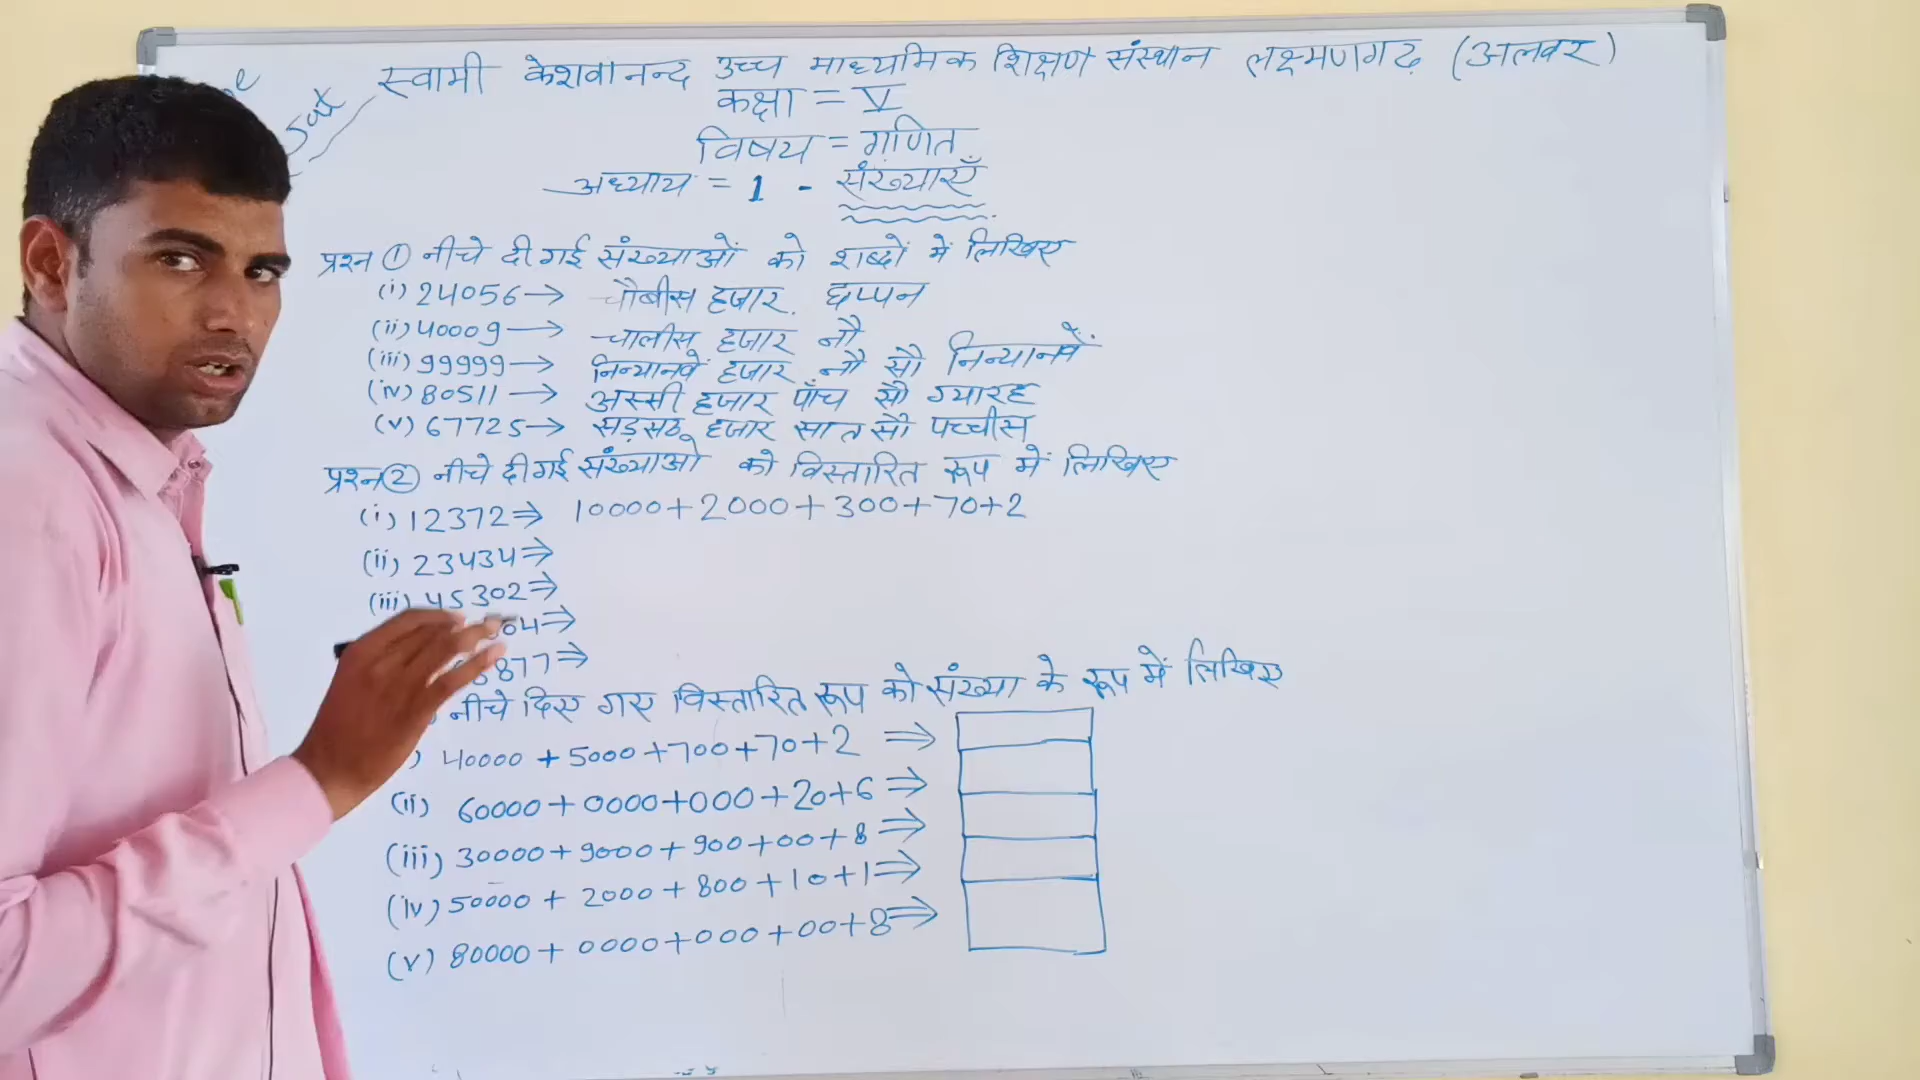 स्वामी केशवानन्द उच्च माध्यमिक शिक्षण संस्थान लक्ष्मणगढ़ (अलवर)
कक्षा = V
विषय = गणित
अध्याय = 1 - संख्याएँ
प्रश्न ① नीचे दी गई संख्याओं को शब्दों में लिखिए
(i) 24056 → चौबीस हजार. छप्पन
(ii) 40009 → चालीस हजार नौ
(iii) 99999 → निन्यानवें हजार नौ सौ निन्यानवें
(iv) 80511 → अस्सी हजार पाँच सौ ग्यारह
(v) 67725 → सड़सठ हजार सात सौ पच्चीस
प्रश्न ② नीचे दी गई संख्याओ को विस्तारित रूप में लिखिए
(i) 12372 ⇒ 10000+2000+300+70+2
(ii) 23434 ⇒
(iii) 45302 ⇒
04 ⇒
877 ⇒
नीचे दिए गए विस्तारित रूप को संख्या के रूप में लिखिए
) 40000 + 5000 + 700 + 70 + 2 ⇒
(ii) 60000 + 0000 + 000 + 20 + 6 ⇒
(iii) 30000 + 9000 + 900 + 00 + 8 ⇒
(iv) 50000 + 2000 + 800 + 10 + 1 ⇒
(v) 80000 + 0000 + 000 + 00 + 8 ⇒